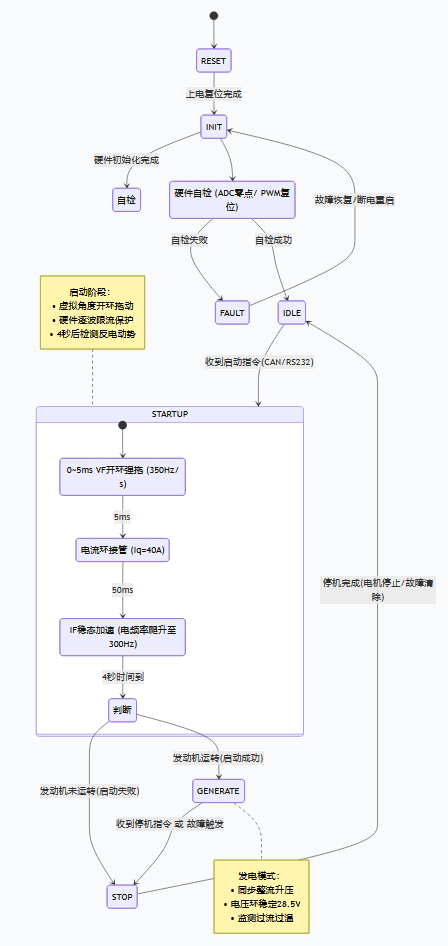 RESET
上电复位完成
INIT
硬件初始化完成
自检
硬件自检 (ADC零点/ PWM复
位)
故障恢复/断电重启
自检失败
自检成功
FAULT
IDLE
启动阶段：
• 虚拟角度开环拖动
• 硬件逐波限流保护
• 4秒后检测反电动势
收到启动指令(CAN/RS232)
STARTUP
0~5ms VF开环强拖 (350Hz/
s)
5ms
电流环接管 (Iq=40A)
50ms
IF稳态加速 (电频率爬升至
300Hz)
4秒时间到
判断
停机完成(电机停止/故障清
除)
发动机运转(启动成功)
发动机未运转(启动失败)
GENERATE
收到停机指令 或 故障触发
STOP
发电模式：
• 同步整流升压
• 电压环稳定28.5V
• 监测过流过温